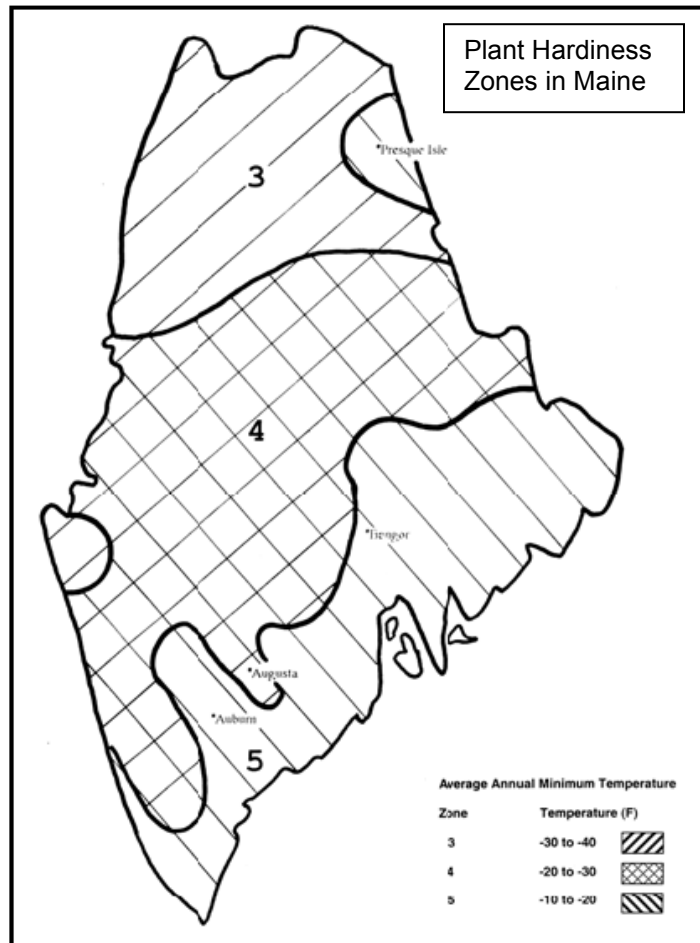 Plant Hardiness
Zones in Maine
*Presque Isle
3
4
*Augusta
*Auburn
5
Average Annual Minimum Temperature
Zone Temperature (F)
3 -30 to -40
4 -20 to -30
5 -10 to -20